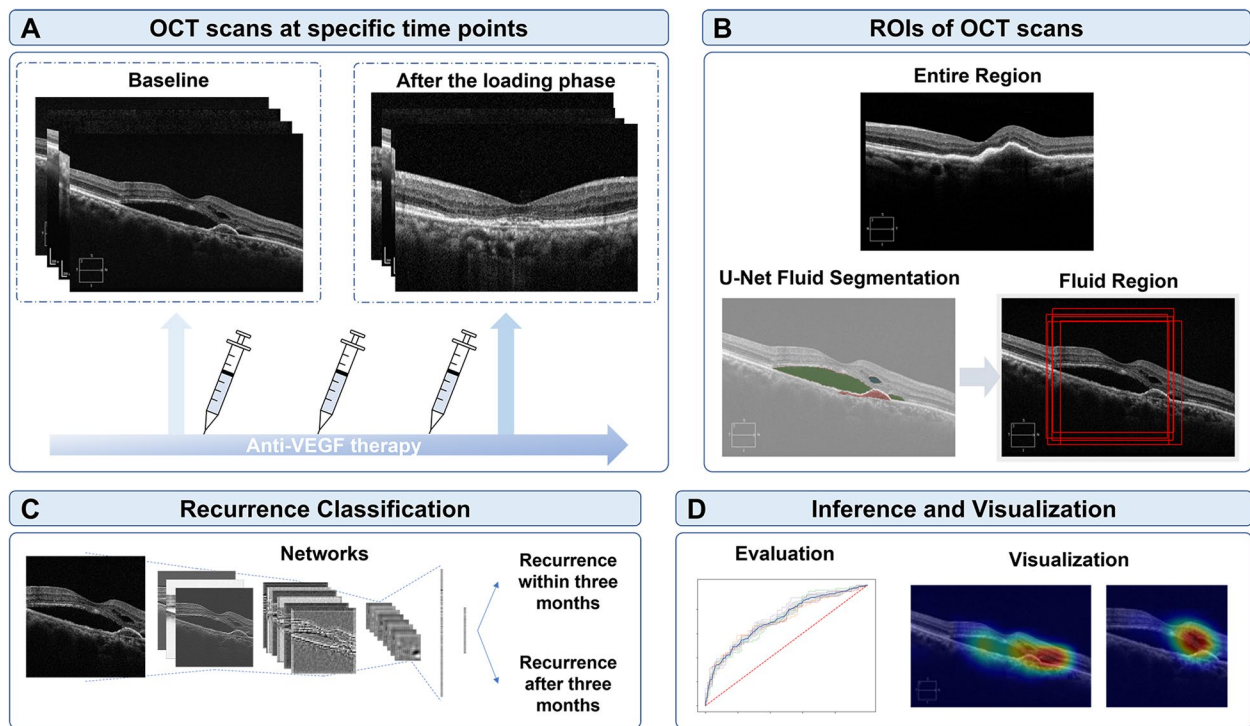 A
OCT scans at specific time points
Baseline
After the loading phase
Anti-VEGF therapy
B
ROIs of OCT scans
Entire Region
U-Net Fluid Segmentation
Fluid Region
C
Recurrence Classification
Networks
Recurrence
within three
months
Recurrence
after three
months
D
Inference and Visualization
Evaluation
Visualization